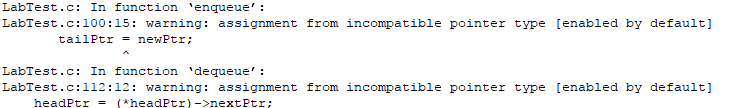 LabTest.c: In function ‘enqueue’:
LabTest.c:100:15: warning: assignment from incompatible pointer type [enabled by default]
tailPtr = newPtr;
^
LabTest.c: In function ‘dequeue’:
LabTest.c:112:12: warning: assignment from incompatible pointer type [enabled by default]
headPtr = (*headPtr)->nextPtr;